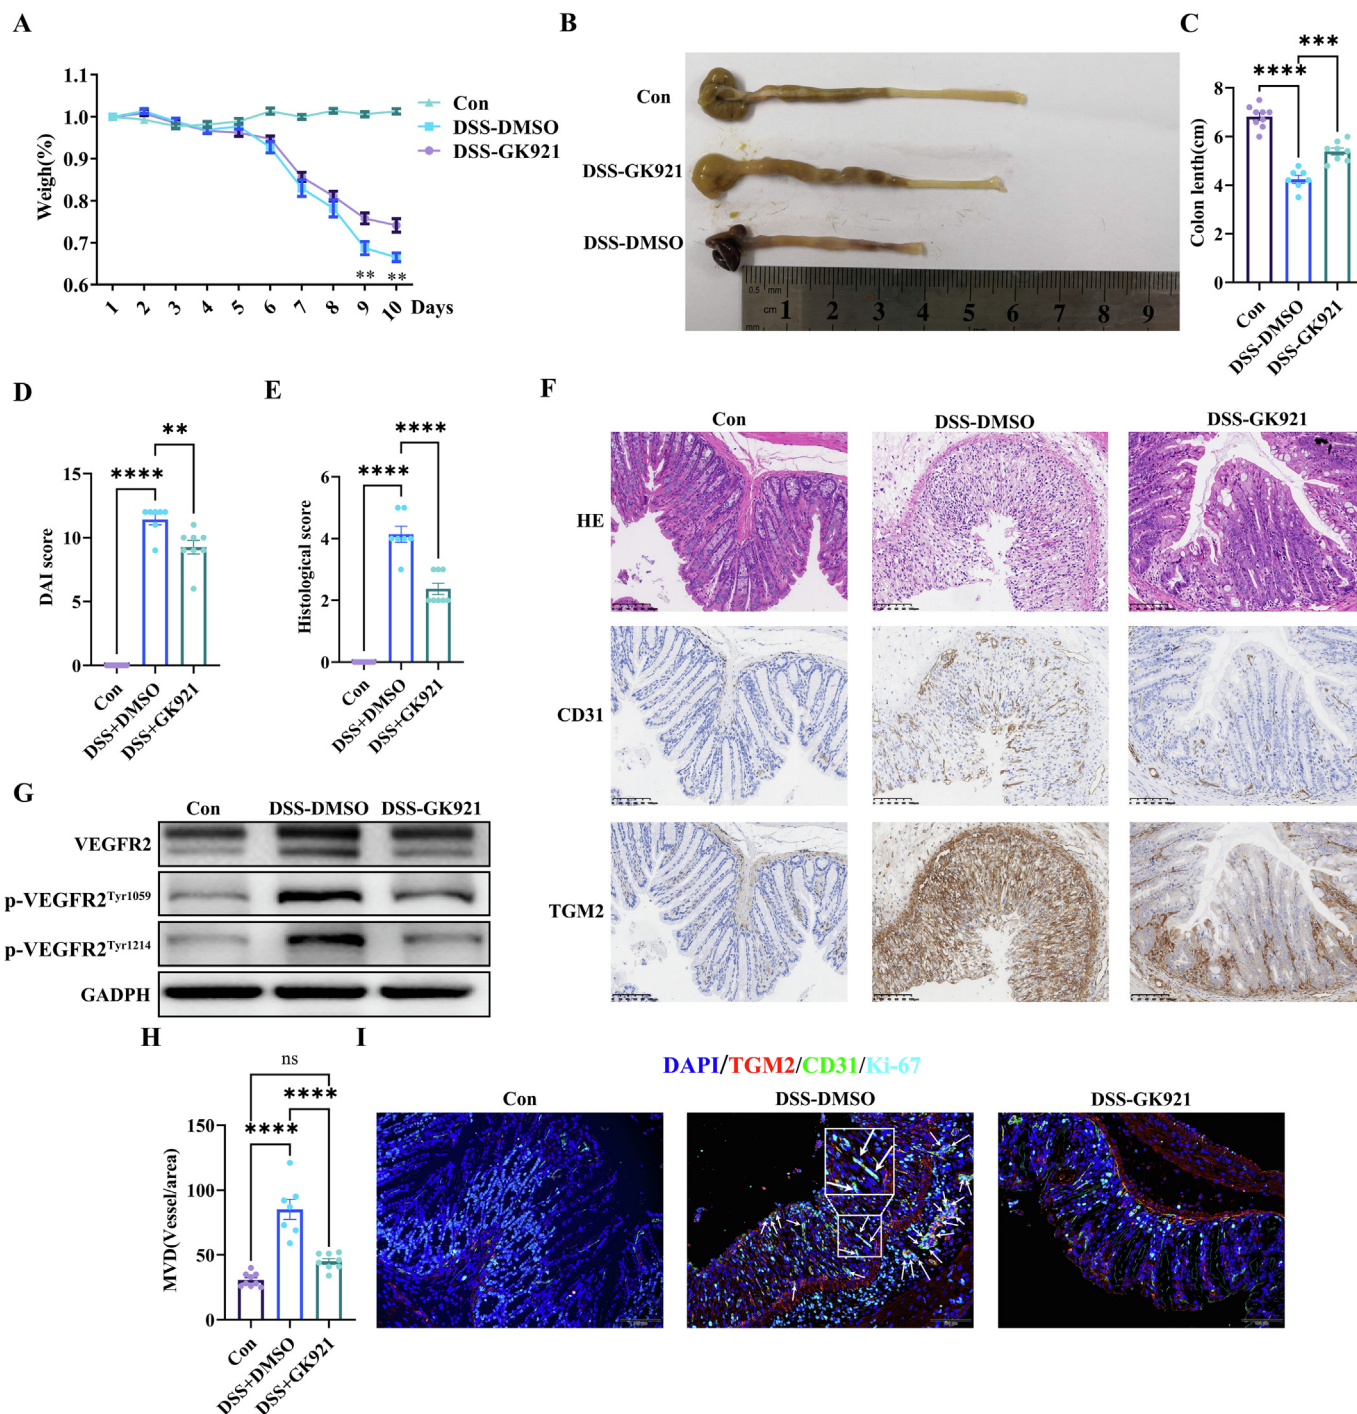 A
Weigh(%)
1.1
1.0
0.9
0.8
0.7
0.6
Con
DSS-DMSO
DSS-GK921
** **
1 2 3 4 5 6 7 8 9 10 Days
B
Con
DSS-GK921
DSS-DMSO
0.5 mm
cm
1 2 3 4 5 6 7 8 9
C
***
****
Colon lenth(cm)
8
6
4
2
0
Con
DSS-DMSO
DSS-GK921
D
**
****
DAI score
15
10
5
0
Con
DSS+DMSO
DSS+GK921
E
****
****
Histological score
6
4
2
0
Con
DSS+DMSO
DSS+GK921
F
Con DSS-DMSO DSS-GK921
HE
CD31
TGM2
G
Con DSS-DMSO DSS-GK921
VEGFR2
p-VEGFR2Tyr1059
p-VEGFR2Tyr1214
GADPH
H
ns
****
****
MVD(Vessel/area)
150
100
50
0
Con
DSS+DMSO
DSS+GK921
I
DAPI/TGM2/CD31/Ki-67
Con DSS-DMSO DSS-GK921